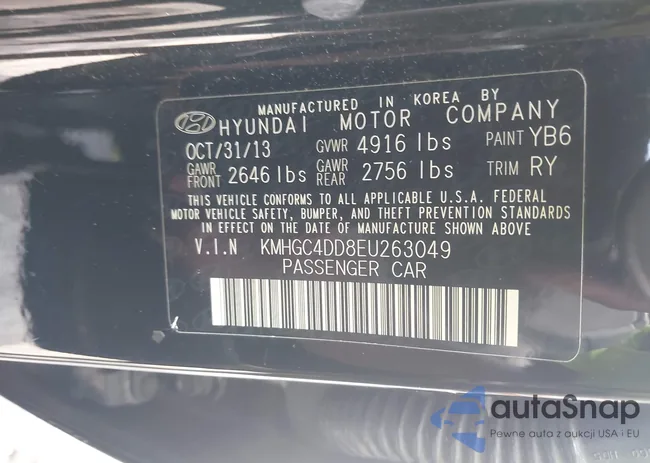 MANUFACTURED IN KOREA BY
HYUNDAI MOTOR COMPANY
OCT/31/13 GVWR 4916 lbs PAINT YB6
GAWR FRONT 2646 lbs GAWR REAR 2756 lbs TRIM RY
THIS VEHICLE CONFORMS TO ALL APPLICABLE U.S.A. FEDERAL
MOTOR VEHICLE SAFETY, BUMPER, AND THEFT PREVENTION STANDARDS
IN EFFECT ON THE DATE OF MANUFACTURE SHOWN ABOVE
V.I.N KMHGC4DD8EU263049
PASSENGER CAR
autaSnap
Pewne auta z aukcji USA i EU